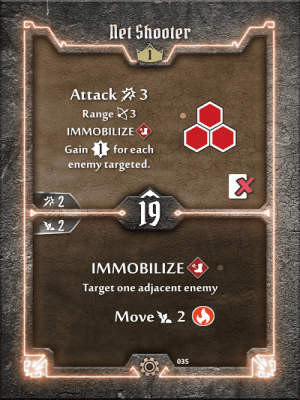 Net Shooter
1
Attack 3
Range 3
IMMOBILIZE
Gain 1 for each
enemy targeted.
2
19
2
IMMOBILIZE
Target one adjacent enemy
Move 2
035